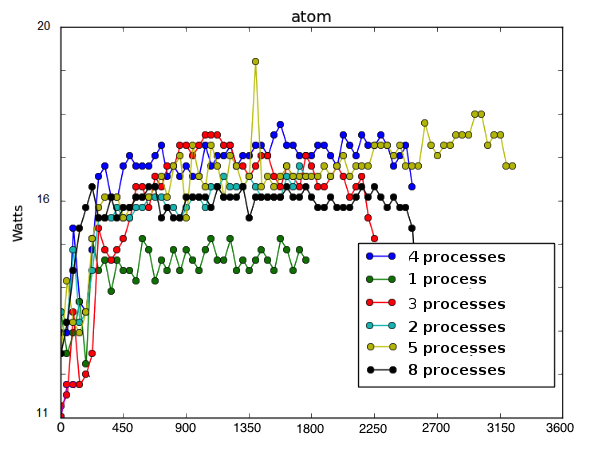 atom
20
16
11
Watts
4 processes
1 process
3 processes
2 processes
5 processes
8 processes
0 450 900 1350 1800 2250 2700 3150 3600